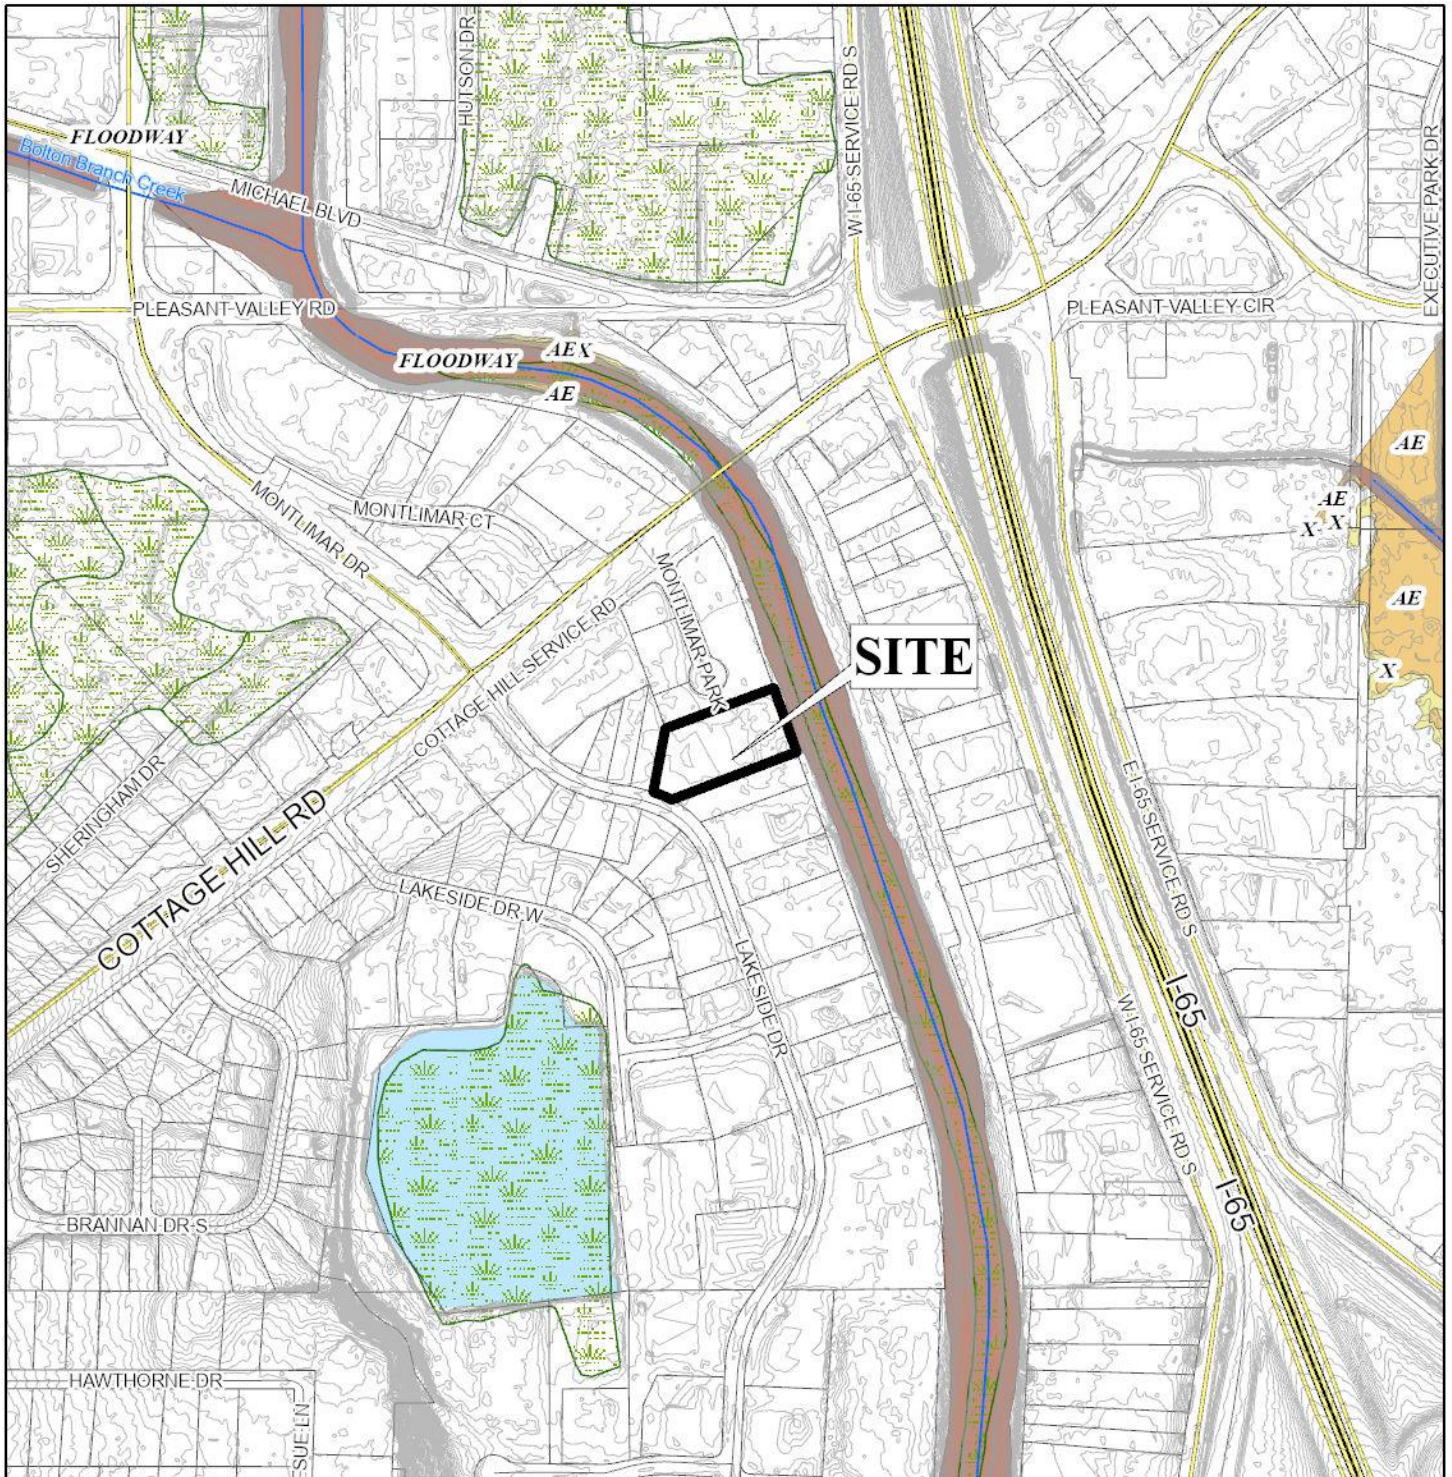 HUTSON DR
W I-65 SERVICE RD S
EXECUTIVE PARK DR
FLOODWAY
Bolton Branch Creek
MICHAEL BLVD
PLEASANT VALLEY RD
PLEASANT VALLEY CIR
FLOODWAY
AE X
AE
AE
MONTLIMAR DR
MONTLIMAR CT
AE
X X
MONTLIMAR PARK
AE
COTTAGE HILL SERVICE RD
SITE
X
SHERINGHAM DR
COTTAGE HILL RD
E I-65 SERVICE RD S
LAKESIDE DR W
LAKESIDE DR
I-65
W I-65 SERVICE RD S
I-65
BRANNAN DR S
HAWTHORNE DR
SUE LN